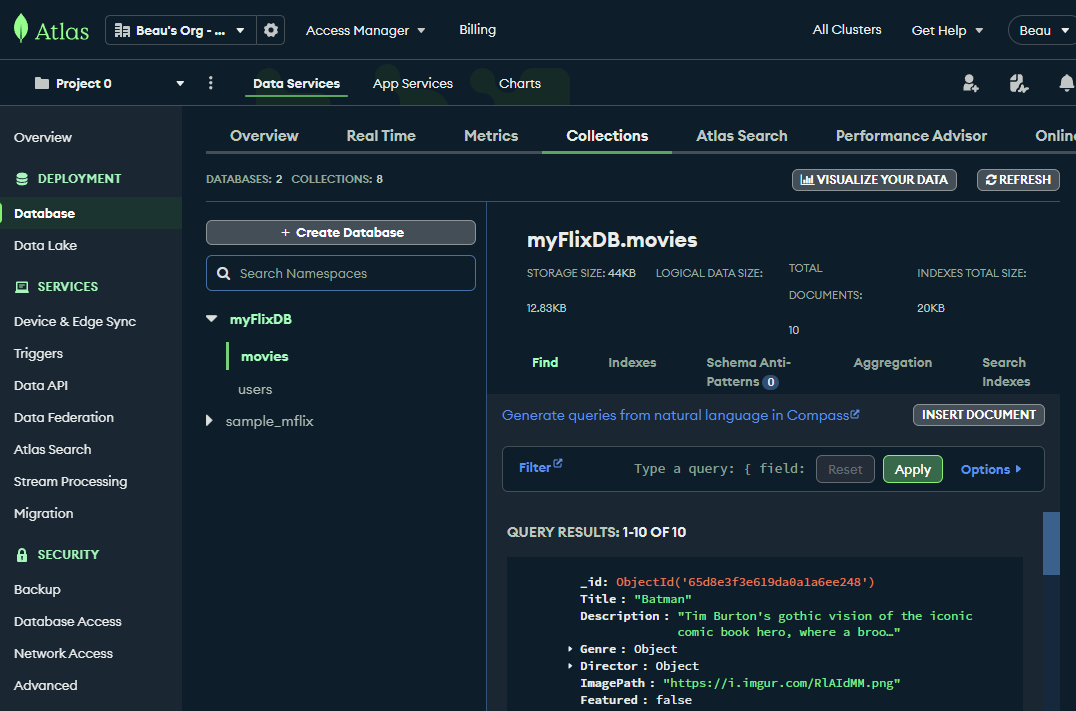 Atlas
Beau's Org - ...
Access Manager
Billing
All Clusters
Get Help
Beau
Project 0
Data Services
App Services
Charts
Overview
DEPLOYMENT
Database
Data Lake
SERVICES
Device & Edge Sync
Triggers
Data API
Data Federation
Atlas Search
Stream Processing
Migration
SECURITY
Backup
Database Access
Network Access
Advanced
Overview
Real Time
Metrics
Collections
Atlas Search
Performance Advisor
Online
DATABASES: 2 COLLECTIONS: 8
VISUALIZE YOUR DATA
REFRESH
+ Create Database
Search Namespaces
myFlixDB
movies
users
sample_mflix
myFlixDB.movies
STORAGE SIZE: 44KB
LOGICAL DATA SIZE:
12.83KB
TOTAL
DOCUMENTS:
10
INDEXES TOTAL SIZE:
20KB
Find
Indexes
Schema Anti-
Patterns 0
Aggregation
Search
Indexes
Generate queries from natural language in Compass
INSERT DOCUMENT
Filter
Type a query: { field:
Reset
Apply
Options
QUERY RESULTS: 1-10 OF 10
_id: ObjectId('65d8e3f3e619da0a1a6ee248')
Title : "Batman"
Description : "Tim Burton's gothic vision of the iconic
comic book hero, where a broo…"
Genre : Object
Director : Object
ImagePath : "https://i.imgur.com/RlAIdMM.png"
Featured : false